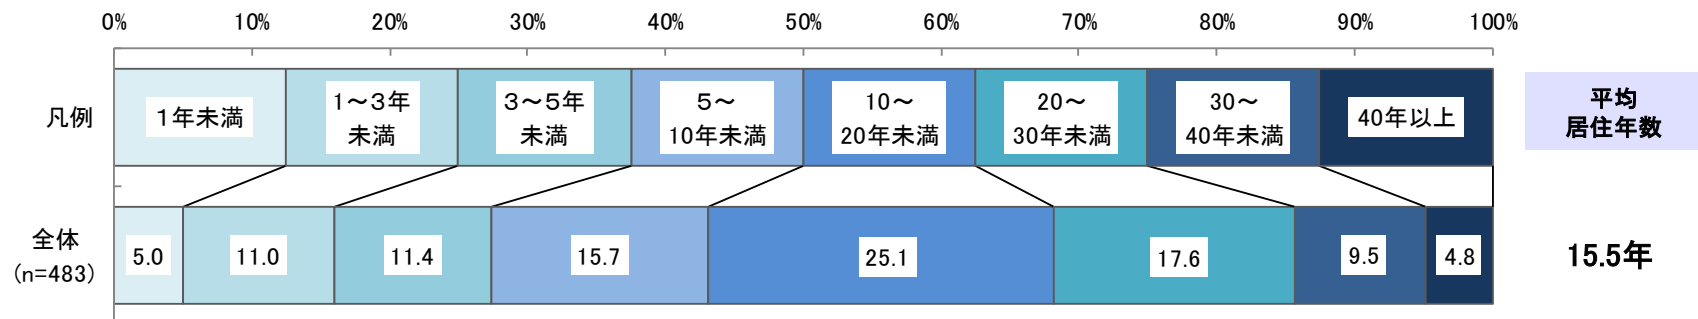 0% 10% 20% 30% 40% 50% 60% 70% 80% 90% 100%
凡例
１年未満
1～３年
未満
３～５年
未満
５～
10年未満
10～
20年未満
20～
30年未満
30～
40年未満
40年以上
平均
居住年数
全体
(n=483)
5.0 11.0 11.4 15.7 25.1 17.6 9.5 4.8
15.5年